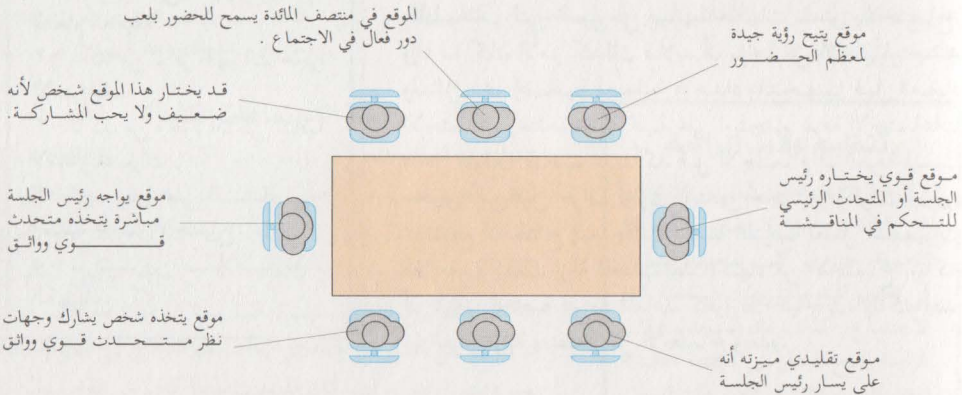 الموقع في منتصف المائدة يسمح للحضور بلعب
دور فعال في الاجتماع .
موقع يتيح رؤية جيدة
لمعظم الحضور
قد يختار هذا الموقع شخص لأنه
ضعيف ولا يحب المشاركة.
موقع قوي يختاره رئيس
الجلسة أو المتحدث الرئيسي
للتحكم في المناقشة
موقع يواجه رئيس الجلسة
مباشرة يتخذه متحدث
قوي وواثق
موقع يتخذه شخص يشارك وجهات
نظر متحدث قوي وواثق
موقع تقليدي ميزته أنه
على يسار رئيس الجلسة